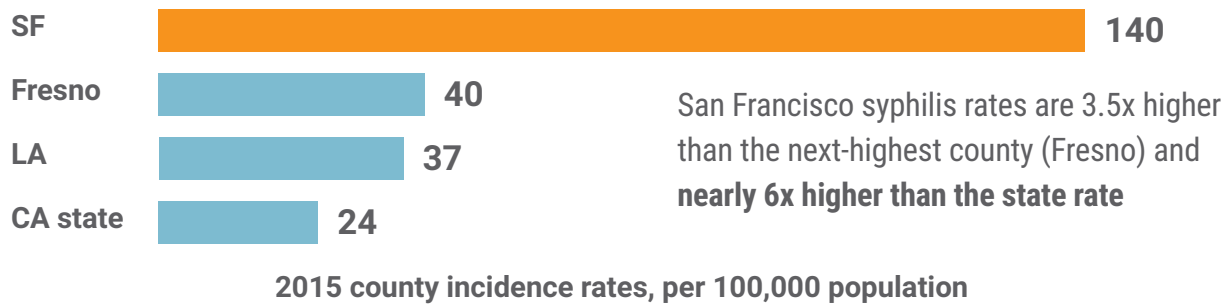 SF
140
Fresno
40
LA
37
CA state
24
San Francisco syphilis rates are 3.5x higher
than the next-highest county (Fresno) and
nearly 6x higher than the state rate
2015 county incidence rates, per 100,000 population